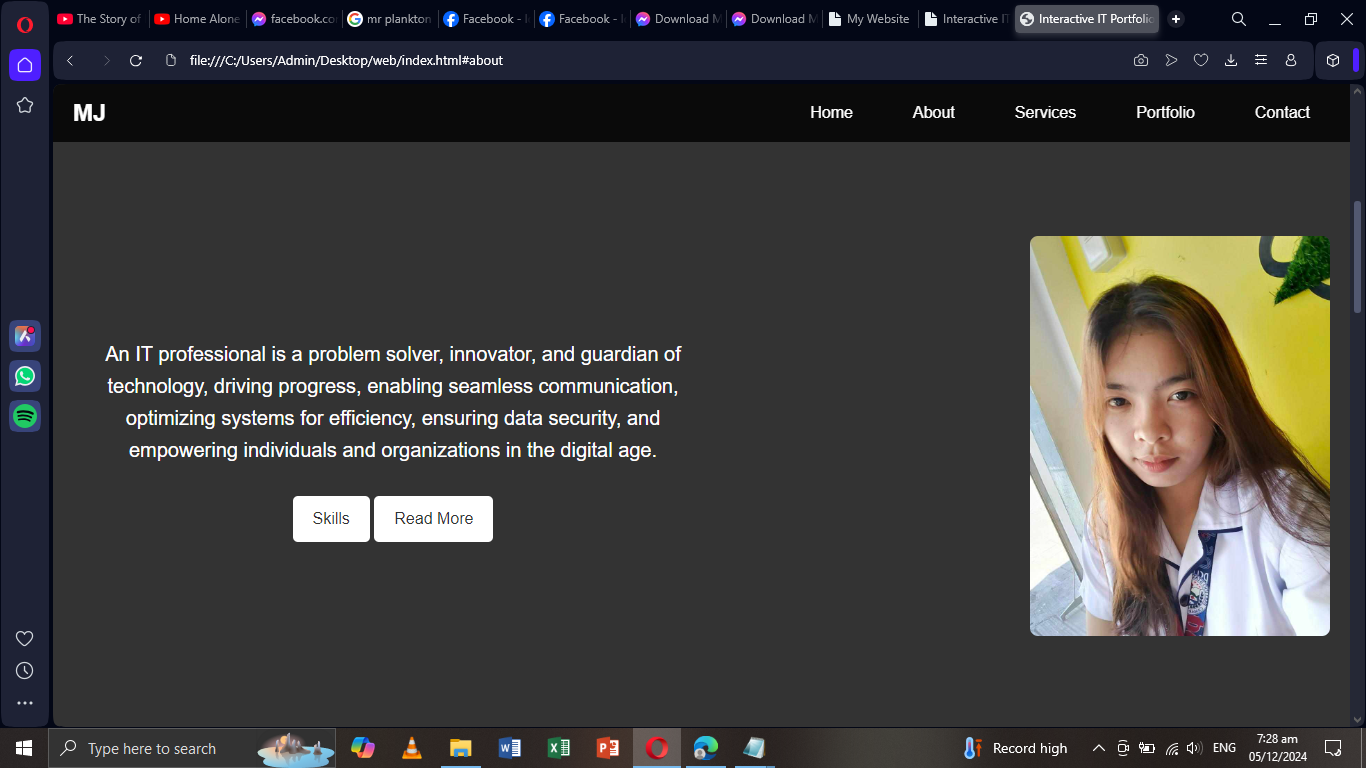 The Story of
Home Alone
facebook.co
mr plankton
Facebook - l
Facebook - l
Download M
Download M
My Website
Interactive IT
Interactive IT Portfolio
file:///C:/Users/Admin/Desktop/web/index.html#about
MJ
Home
About
Services
Portfolio
Contact
An IT professional is a problem solver, innovator, and guardian of
technology, driving progress, enabling seamless communication,
optimizing systems for efficiency, ensuring data security, and
empowering individuals and organizations in the digital age.
Skills
Read More
Type here to search
Record high
ENG
7:28 am
05/12/2024